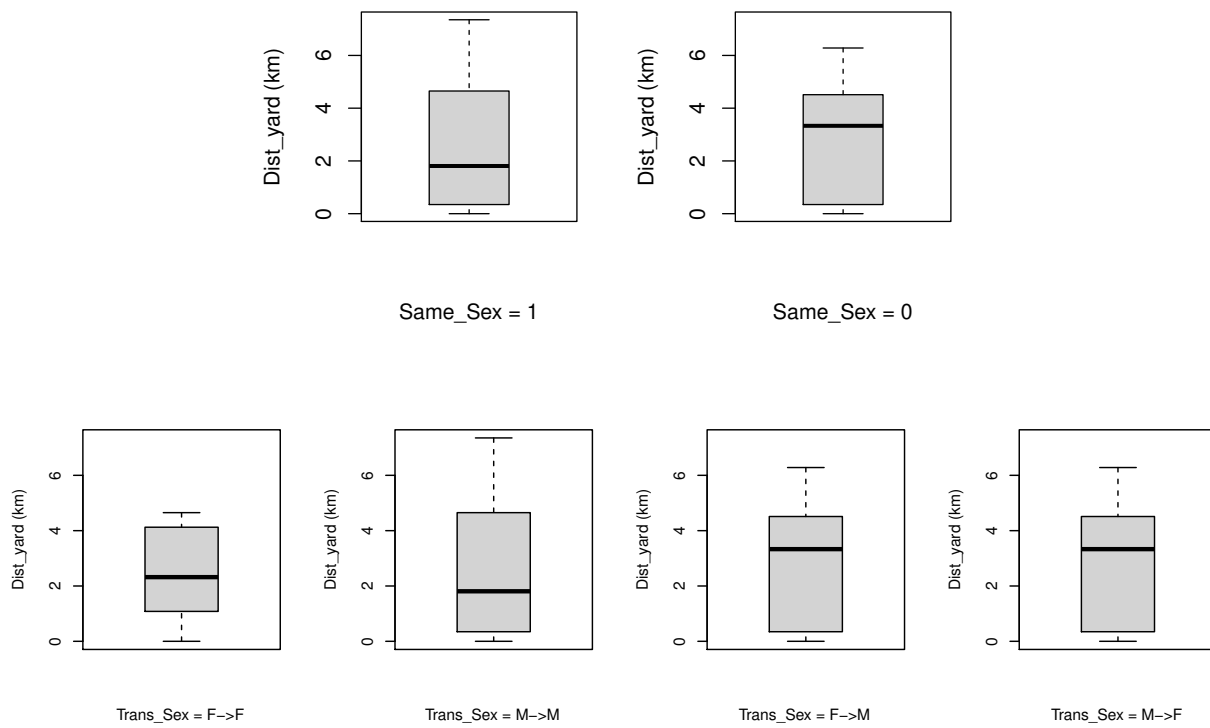 Dist_yard (km)
0 2 4 6
Same_Sex = 1
Dist_yard (km)
0 2 4 6
Same_Sex = 0
Dist_yard (km)
0 2 4 6
Trans_Sex = F−>F
Dist_yard (km)
0 2 4 6
Trans_Sex = M−>M
Dist_yard (km)
0 2 4 6
Trans_Sex = F−>M
Dist_yard (km)
0 2 4 6
Trans_Sex = M−>F